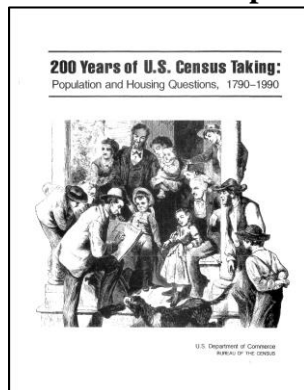 200 Years of U.S. Census Taking:
Population and Housing Questions, 1790–1990
U.S. Department of Commerce
BUREAU OF THE CENSUS